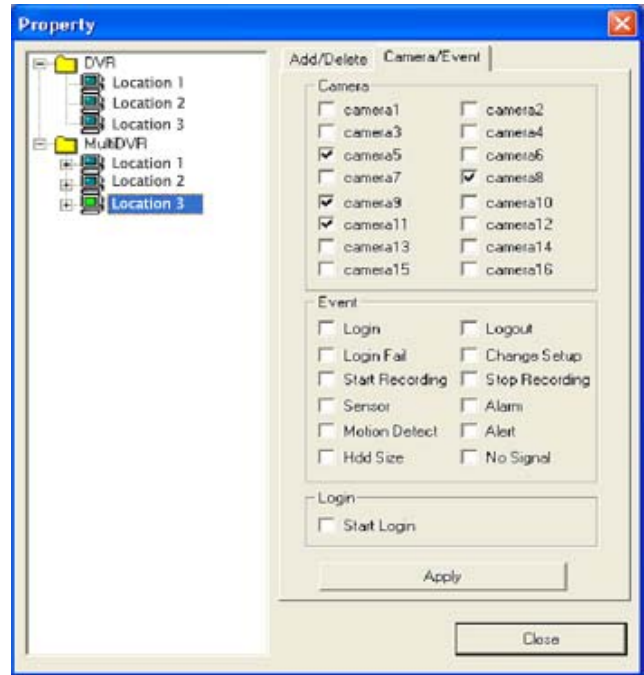 Property
DVR
Location 1
Location 2
Location 3
MultiDVR
Location 1
Location 2
Location 3
Add/Delete Camera/Event
Camera
camera1 camera2
camera3 camera4
camera5 camera6
camera7 camera8
camera9 camera10
camera11 camera12
camera13 camera14
camera15 camera16
Event
Login Logout
Login Fail Change Setup
Start Recording Stop Recording
Sensor Alarm
Motion Detect Alert
Hdd Size No Signal
Login
Start Login
Apply
Close